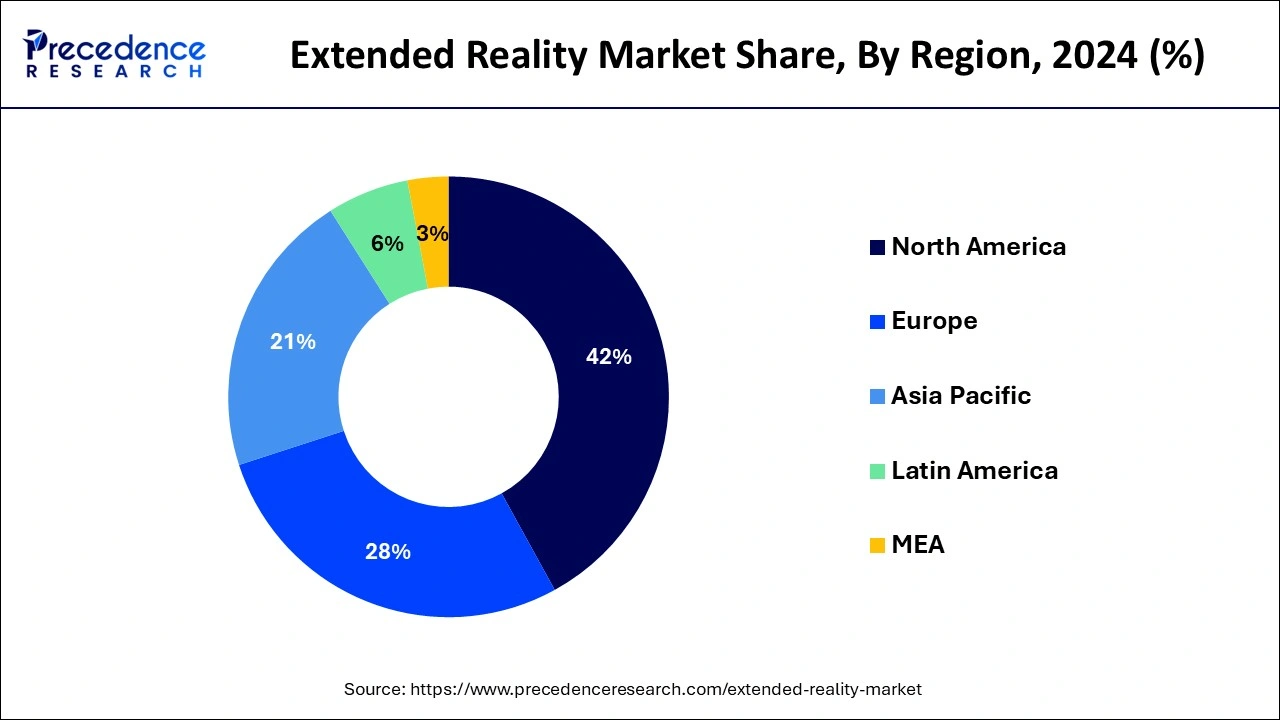 Precedence
RESEARCH
Extended Reality Market Share, By Region, 2024 (%)
3%
6%
21%
42%
28%
North America
Europe
Asia Pacific
Latin America
MEA
Source: https://www.precedenceresearch.com/extended-reality-market